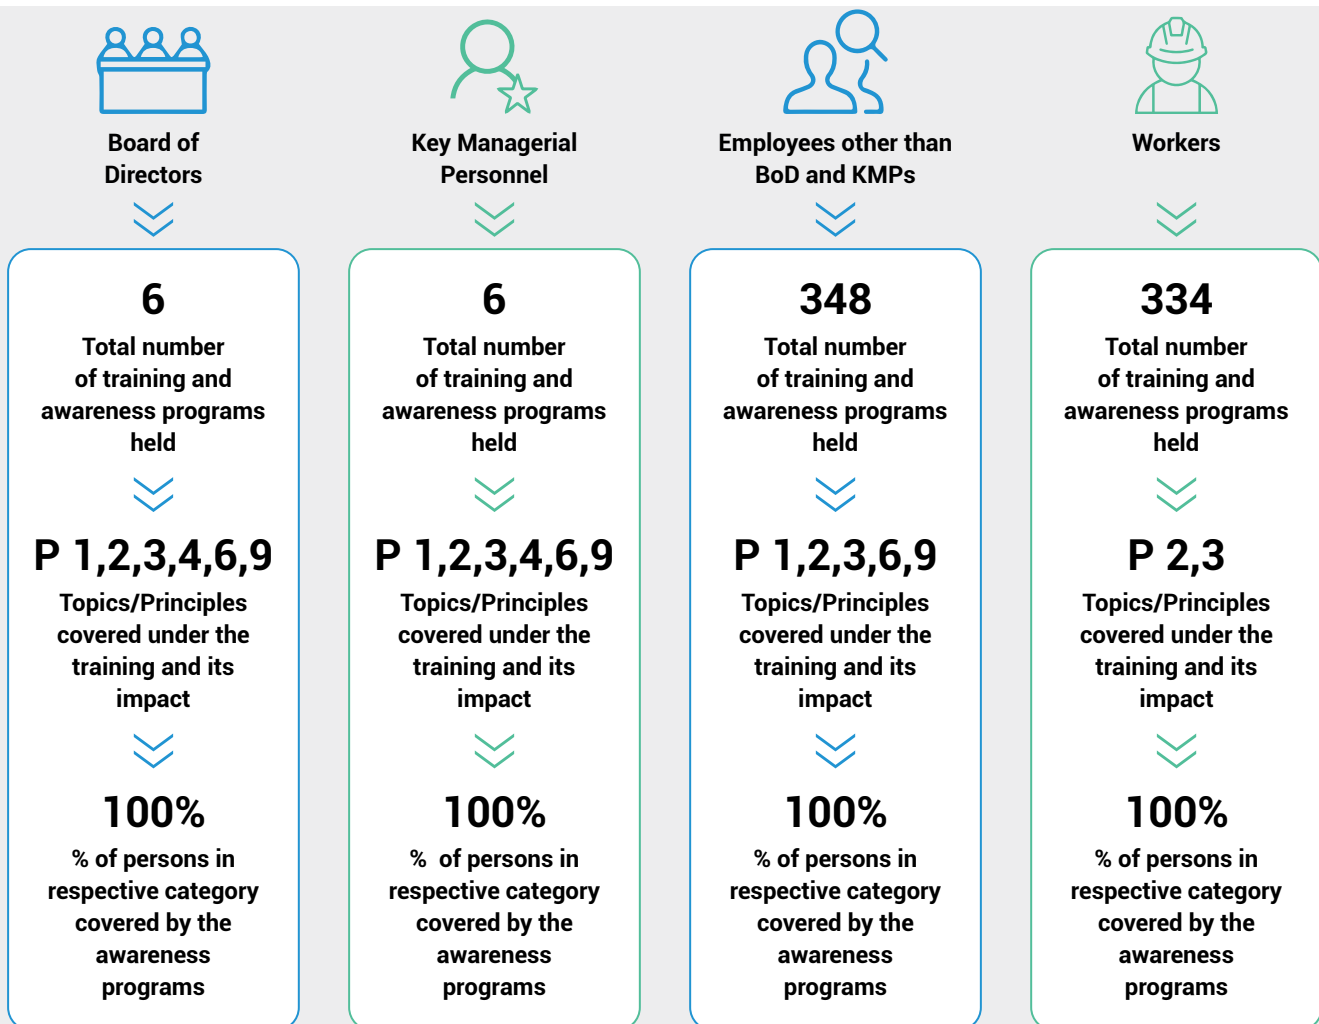 Board of
Directors
6
Total number
of training and
awareness programs
held
P 1,2,3,4,6,9
Topics/Principles
covered under the
training and its
impact
100%
% of persons in
respective category
covered by the
awareness
programs
Key Managerial
Personnel
6
Total number
of training and
awareness programs
held
P 1,2,3,4,6,9
Topics/Principles
covered under the
training and its
impact
100%
% of persons in
respective category
covered by the
awareness
programs
Employees other than
BoD and KMPs
348
Total number
of training and
awareness programs
held
P 1,2,3,6,9
Topics/Principles
covered under the
training and its
impact
100%
% of persons in
respective category
covered by the
awareness
programs
Workers
334
Total number
of training and
awareness programs
held
P 2,3
Topics/Principles
covered under the
training and its
impact
100%
% of persons in
respective category
covered by the
awareness
programs